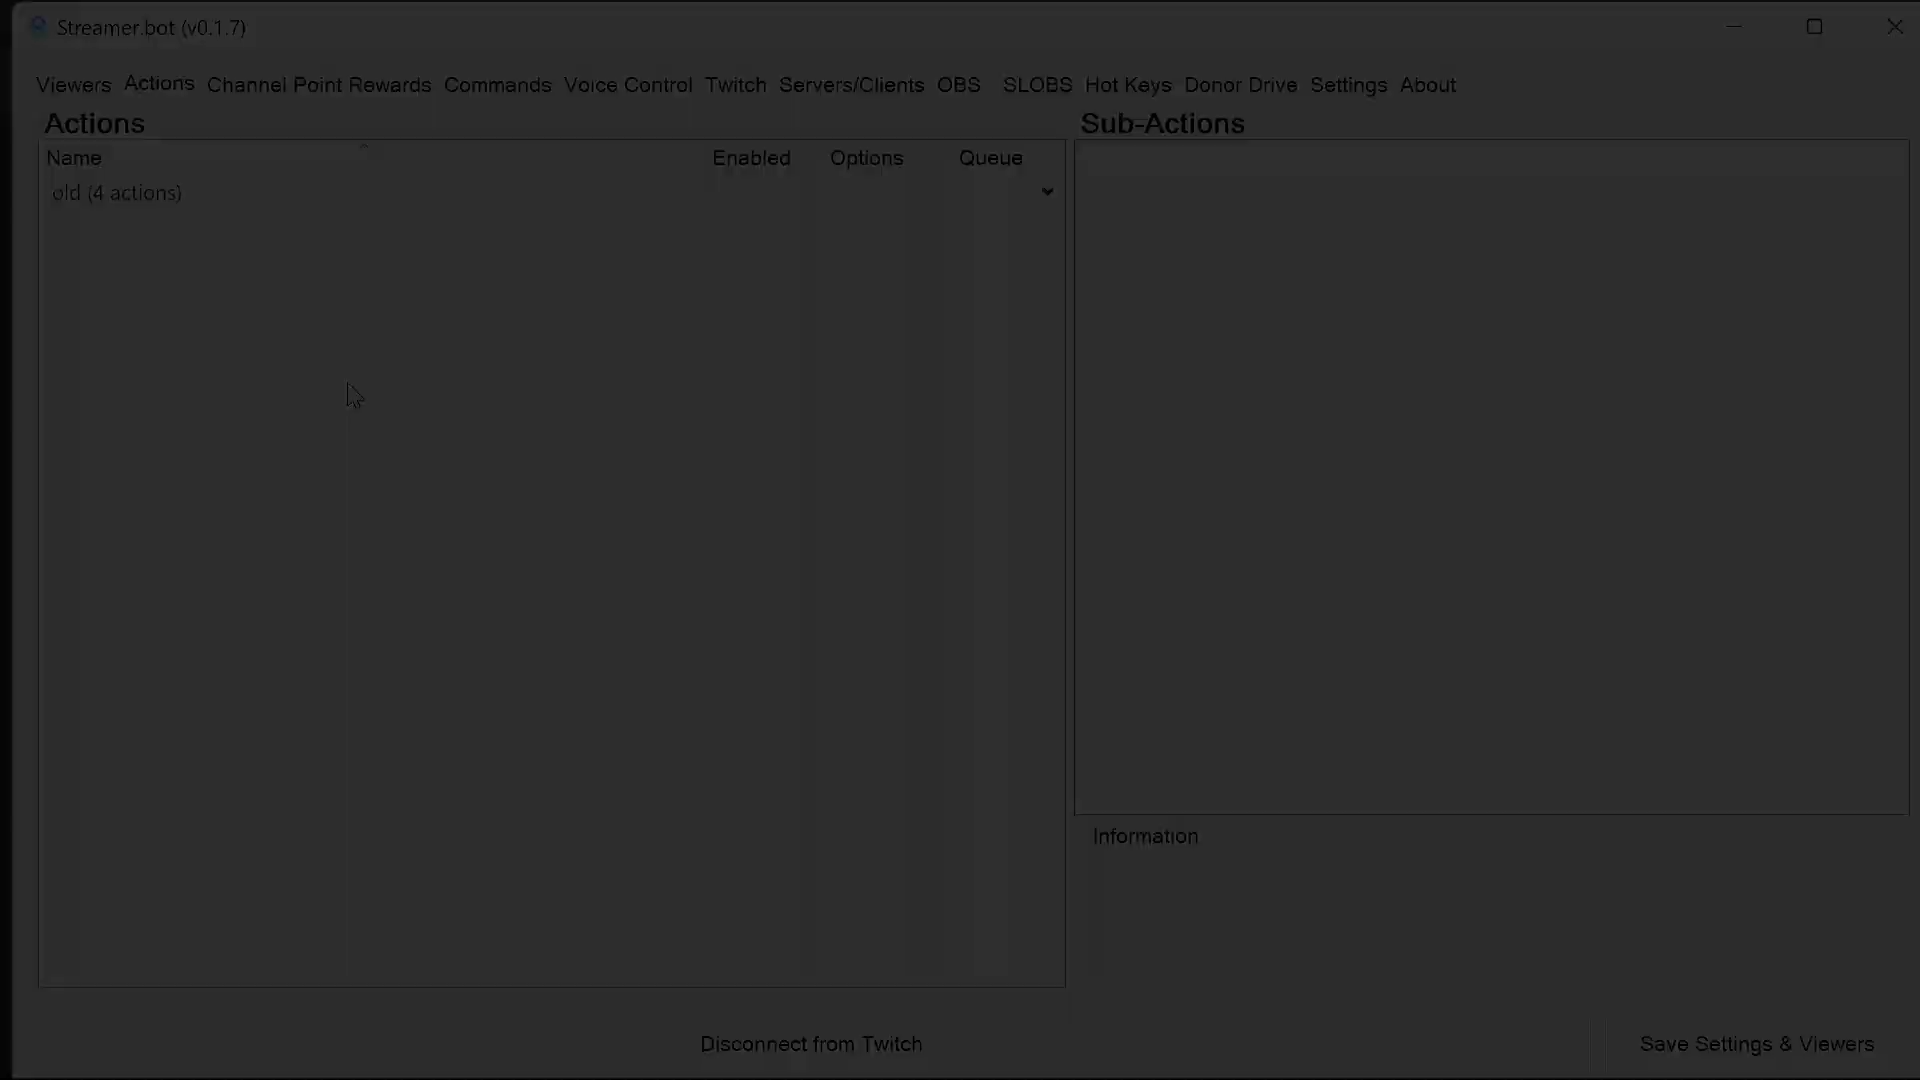 Streamer.bot (v0.1.7)
Viewers Actions Channel Point Rewards Commands Voice Control Twitch Servers/Clients OBS SLOBS Hot Keys Donor Drive Settings About
Actions Sub-Actions
Name Enabled Options Queue
old (4 actions)
Information
Disconnect from Twitch Save Settings & Viewers